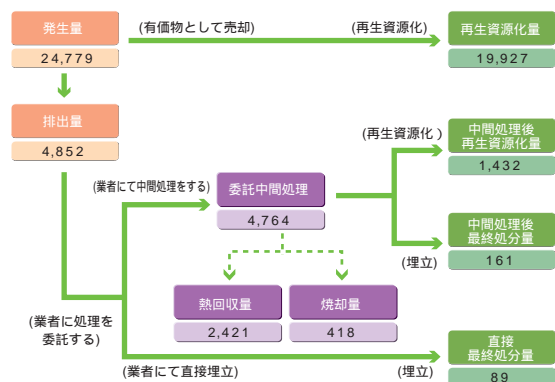 発生量
24,779
(有価物として売却)
(再生資源化)
再生資源化量
19,927
排出量
4,852
(再生資源化)
中間処理後
再生資源化量
1,432
(業者にて中間処理をする)
委託中間処理
4,764
中間処理後
最終処分量
161
(埋立)
熱回収量
2,421
焼却量
418
(業者に処理を
委託する)
(業者にて直接埋立)
(埋立)
直接
最終処分量
89